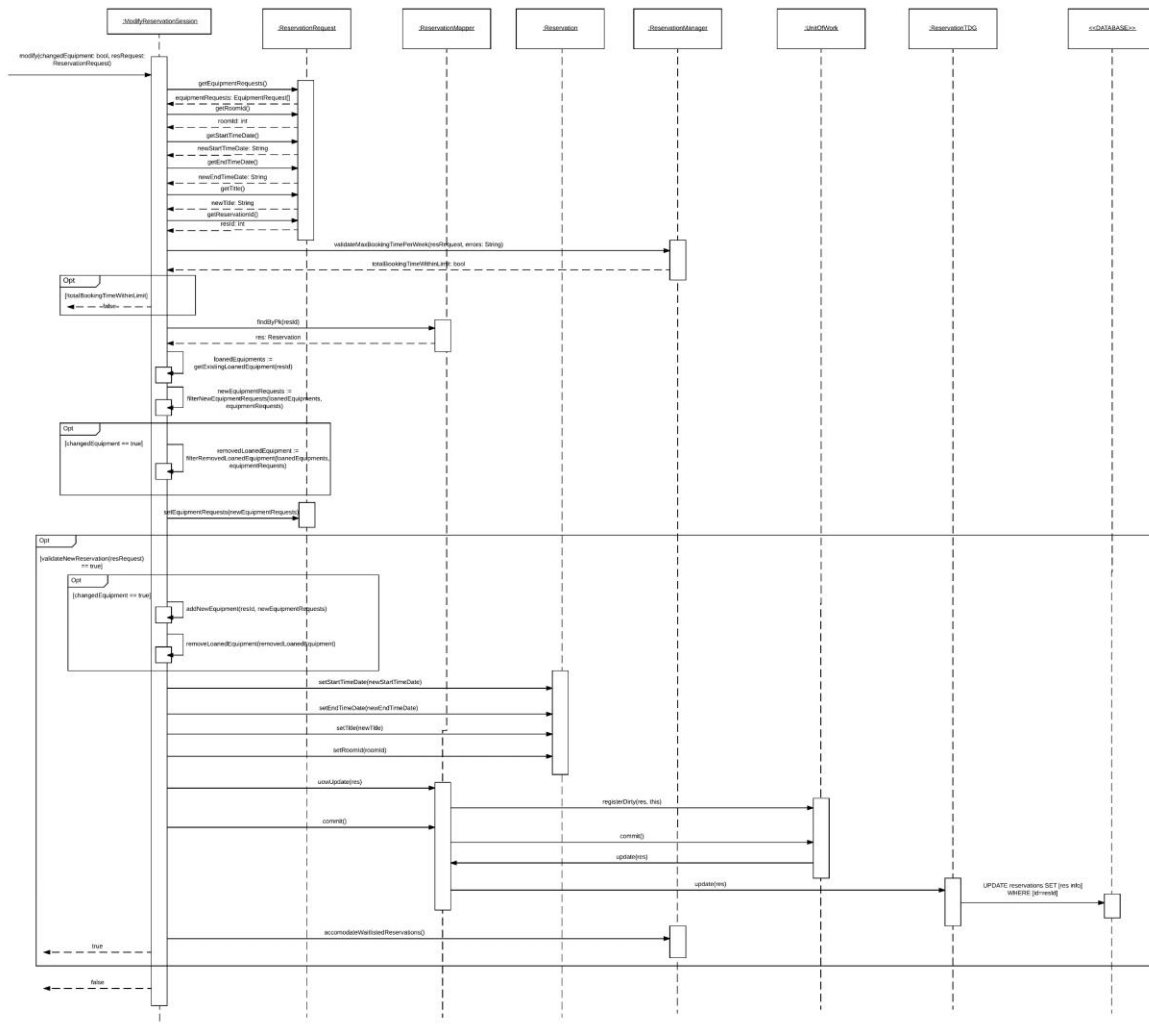 :ModifyReservationSession
:ReservationRequest
:ReservationMapper
:Reservation
:ReservationManager
:UnitOfWork
:ReservationTDG
<<DATABASE>>
modify(changedEquipment: bool, resRequest:
ReservationRequest)
getEquipmentRequests()
equipmentRequests: EquipmentRequest[]
getRoomId()
roomId: int
getStartTimeDate()
newStartTimeDate: String
getEndTimeDate()
newEndTimeDate: String
getTitle()
newTitle: String
getReservationId()
resId: int
validateMaxBookingTimePerWeek(resRequest, errors: String)
totalBookingTimeWithinLimit: bool
Opt
[!totalBookingTimeWithinLimit]
false
findByPk(resId)
res: Reservation
loanedEquipments :=
getExistingLoanedEquipment(resId)
newEquipmentRequests :=
filterNewEquipmentRequests(loanedEquipments,
equipmentRequests)
Opt
[changedEquipment == true]
removedLoanedEquipment :=
filterRemovedLoanedEquipment(loanedEquipments,
equipmentRequests)
setEquipmentRequests(newEquipmentRequests)
Opt
[validateNewReservation(resRequest)
== true]
Opt
[changedEquipment == true]
addNewEquipment(resId, newEquipmentRequests)
removeLoanedEquipment(removedLoanedEquipment)
setStartTimeDate(newStartTimeDate)
setEndTimeDate(newEndTimeDate)
setTitle(newTitle)
setRoomId(roomId)
uowUpdate(res)
registerDirty(res, this)
commit()
commit()
update(res)
update(res)
UPDATE reservations SET [res info]
WHERE [id=resId]
accomodateWaitlistedReservations()
true
false